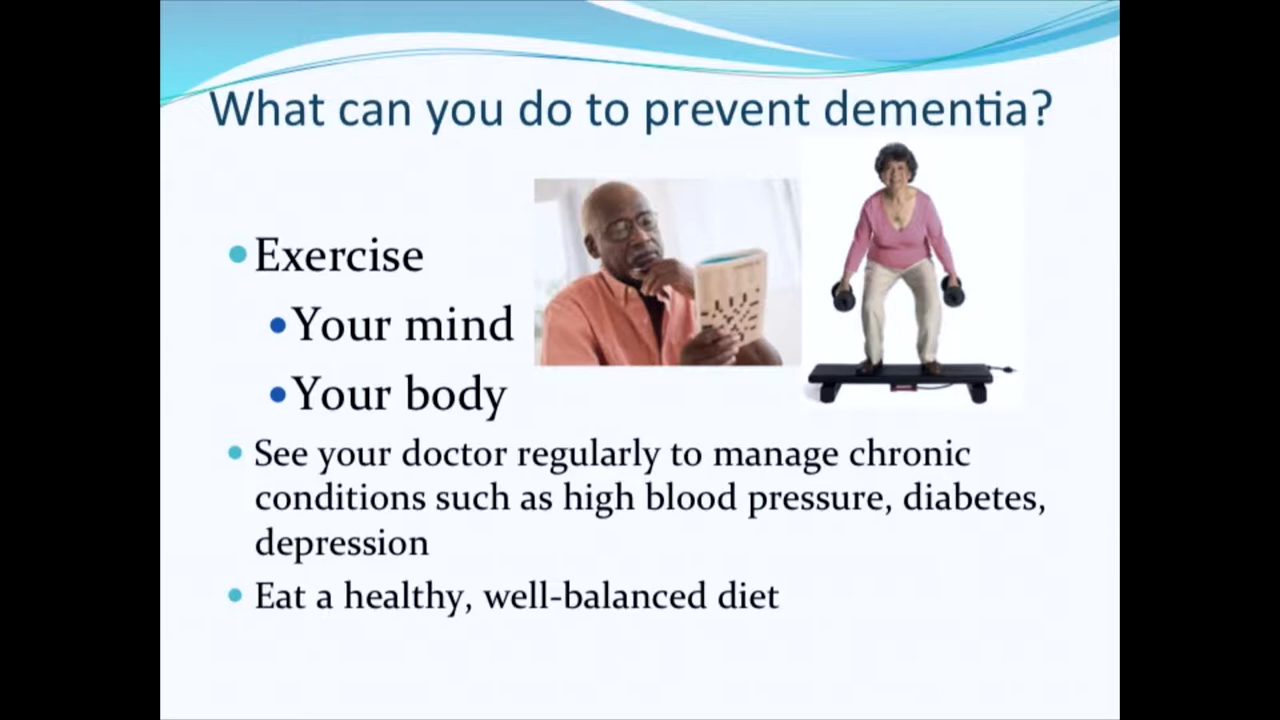 What can you do to prevent dementia?
Exercise
Your mind
Your body
See your doctor regularly to manage chronic
conditions such as high blood pressure, diabetes,
depression
Eat a healthy, well-balanced diet